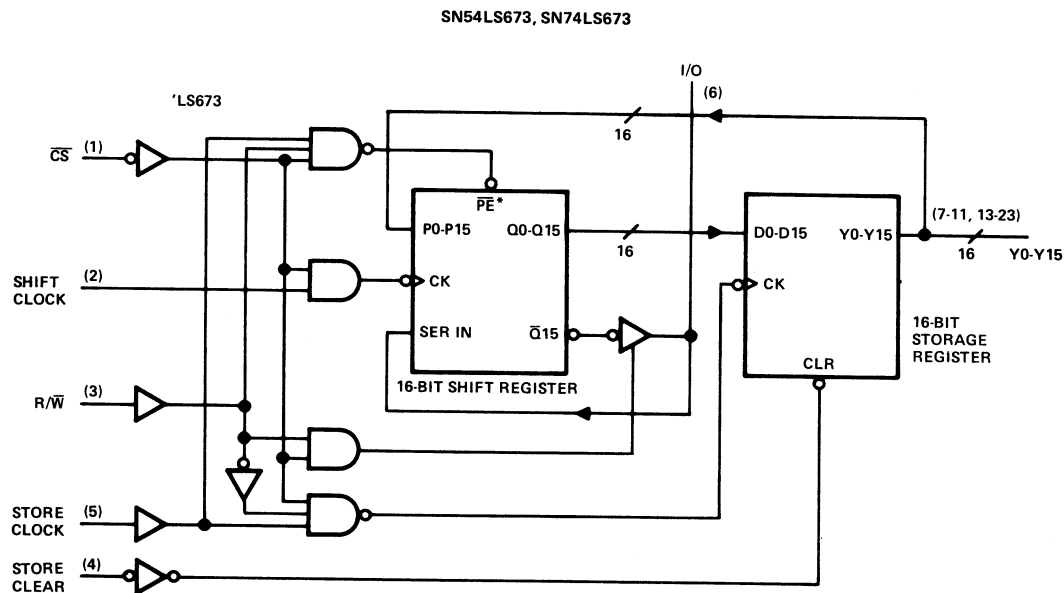 SN54LS673, SN74LS673
I/O
'LS673
(6)
16
CS (1)
PE*
P0-P15 Q0-Q15
16
D0-D15 Y0-Y15
(7-11, 13-23)
16
Y0-Y15
SHIFT
CLOCK
(2)
CK
CK
SER IN Q15
16-BIT
STORAGE
REGISTER
CLR
16-BIT SHIFT REGISTER
R/W (3)
STORE
CLOCK
(5)
STORE
CLEAR
(4)